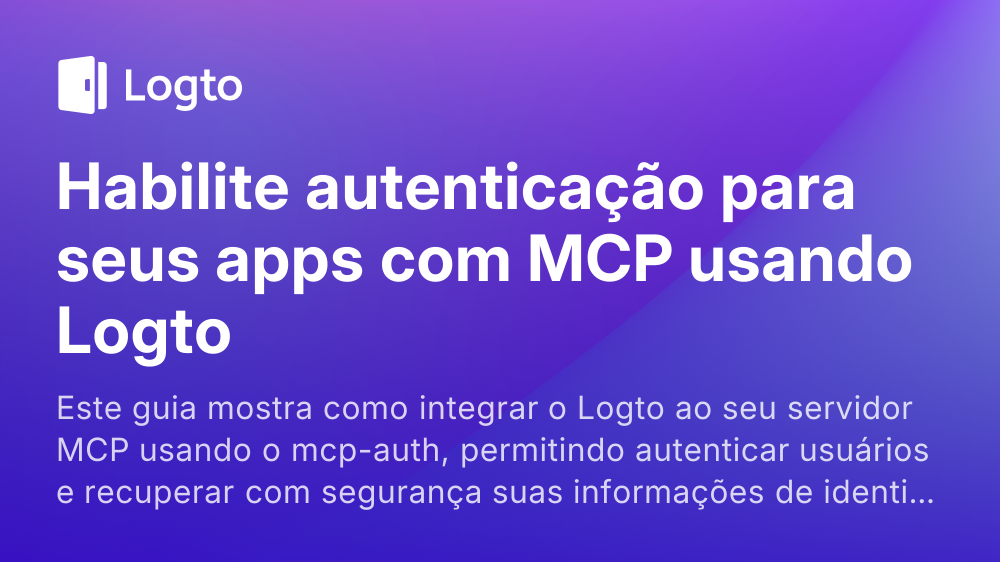 Logto
Habilite autenticação para
seus apps com MCP usando
Logto
Este guia mostra como integrar o Logto ao seu servidor
MCP usando o mcp-auth, permitindo autenticar usuários
e recuperar com segurança suas informações de identi...